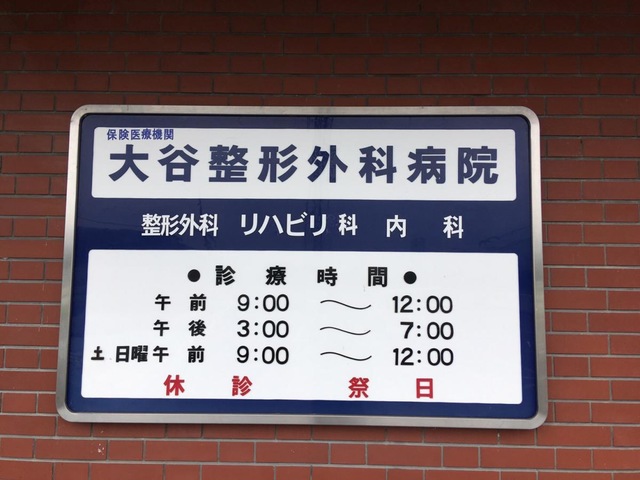 保険医療機関
大谷整形外科病院
整形外科 リハビリ科 内科
●診療時間●
午前 9:00 〜 12:00
午後 3:00 〜 7:00
土日曜午前 9:00 〜 12:00
休診 祭日